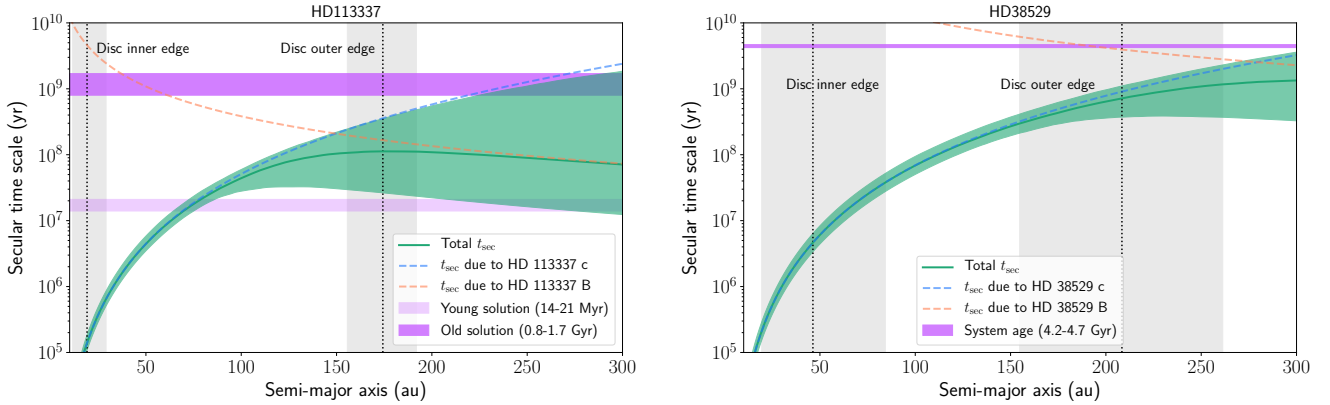 HD113337
Secular time scale (yr)
10^10
10^9
10^8
10^7
10^6
10^5
Disc inner edge
Disc outer edge
Total t_sec
t_sec due to HD 113337 c
t_sec due to HD 113337 B
Young solution (14-21 Myr)
Old solution (0.8-1.7 Gyr)
50 100 150 200 250 300
Semi-major axis (au)
HD38529
Secular time scale (yr)
10^10
10^9
10^8
10^7
10^6
10^5
Disc inner edge
Disc outer edge
Total t_sec
t_sec due to HD 38529 c
t_sec due to HD 38529 B
System age (4.2-4.7 Gyr)
50 100 150 200 250 300
Semi-major axis (au)